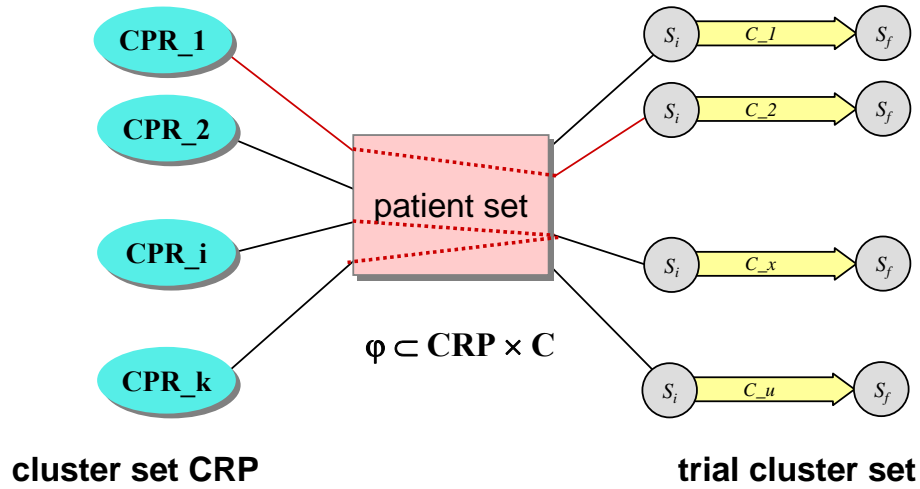 CPR_1
CPR_2
CPR_i
CPR_k
cluster set CRP
patient set
φ ⊂ CRP × C
S_i C_1 S_f
S_i C_2 S_f
S_i C_x S_f
S_i C_u S_f
trial cluster set